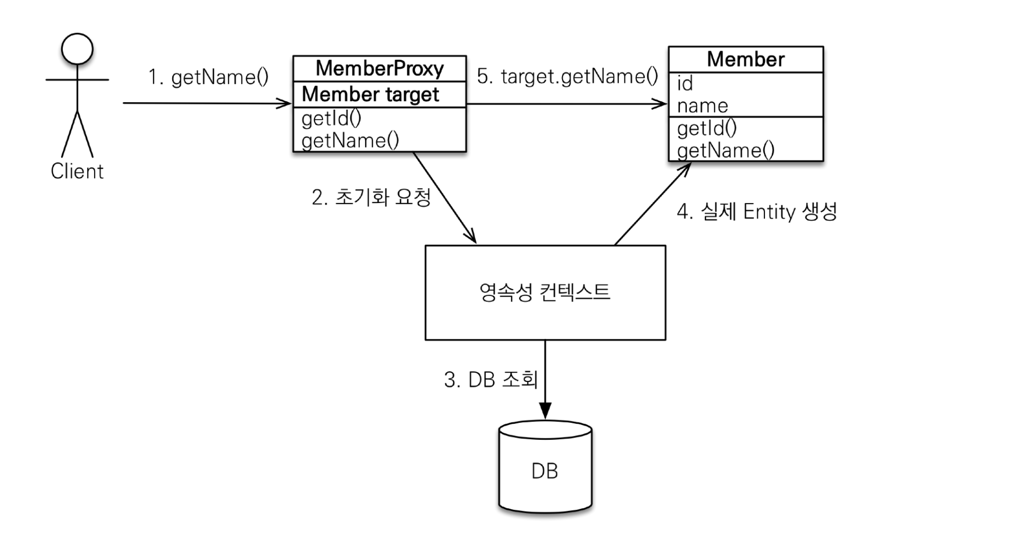 1. getName()
MemberProxy
Member target
getId()
getName()
5. target.getName()
Member
id
name
getId()
getName()
Client
2. 초기화 요청
4. 실제 Entity 생성
영속성 컨텍스트
3. DB 조회
DB